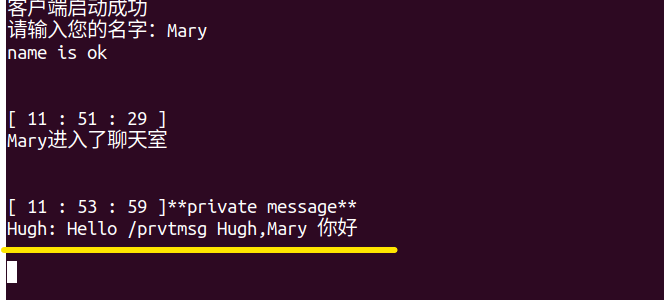 客户端启动成功
请输入您的名字: Mary
name is ok
[ 11 : 51 : 29 ]
Mary进入了聊天室
[ 11 : 53 : 59 ]**private message**
Hugh: Hello /prvtmsg Hugh,Mary 你好